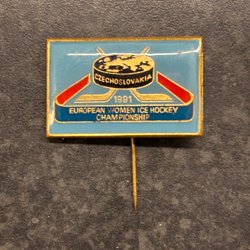 CZECHOSLOVAKIA
1991
EUROPEAN WOMEN ICE HOCKEY
CHAMPIONSHIP